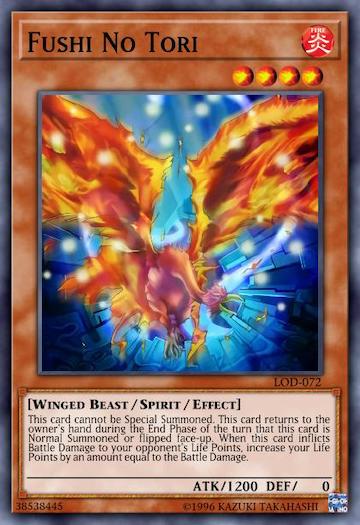 Fushi No Tori
FIRE
炎
LOD-072
[Winged Beast/Spirit/Effect]
This card cannot be Special Summoned. This card returns to the
owner's hand during the End Phase of the turn that this card is
Normal Summoned or flipped face-up. When this card inflicts
Battle Damage to your opponent's Life Points, increase your Life
Points by an amount equal to the Battle Damage.
ATK/1200 DEF/ 0
38538445
©1996 KAZUKI TAKAHASHI